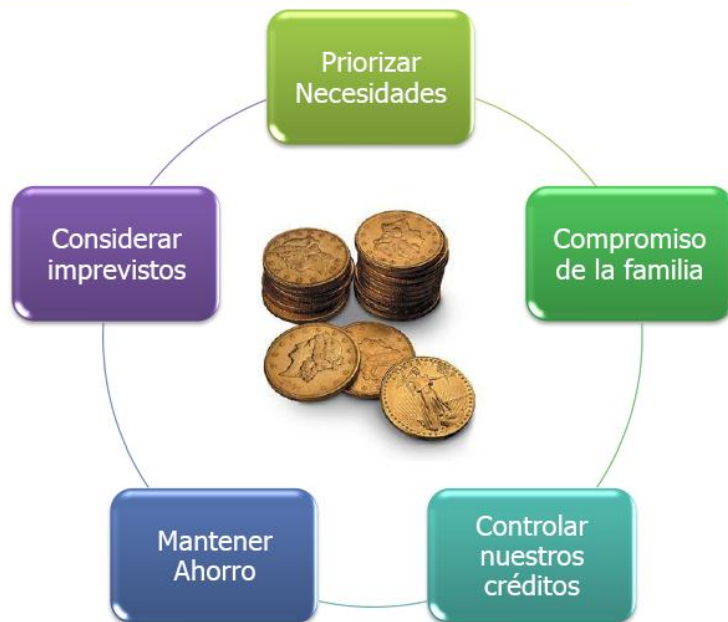 Priorizar
Necesidades
Compromiso
de la familia
Controlar
nuestros
créditos
Mantener
Ahorro
Considerar
imprevistos